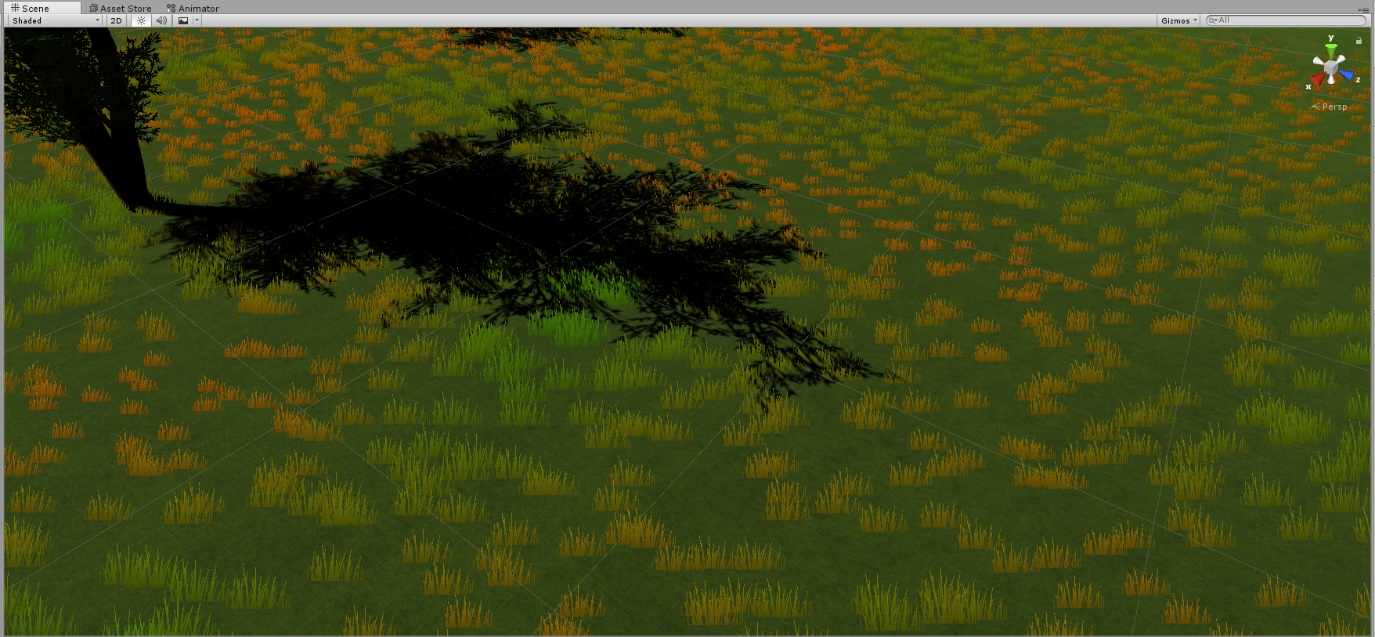 Scene Asset Store Animator
Shaded 2D Gizmos All
y
x z
Persp